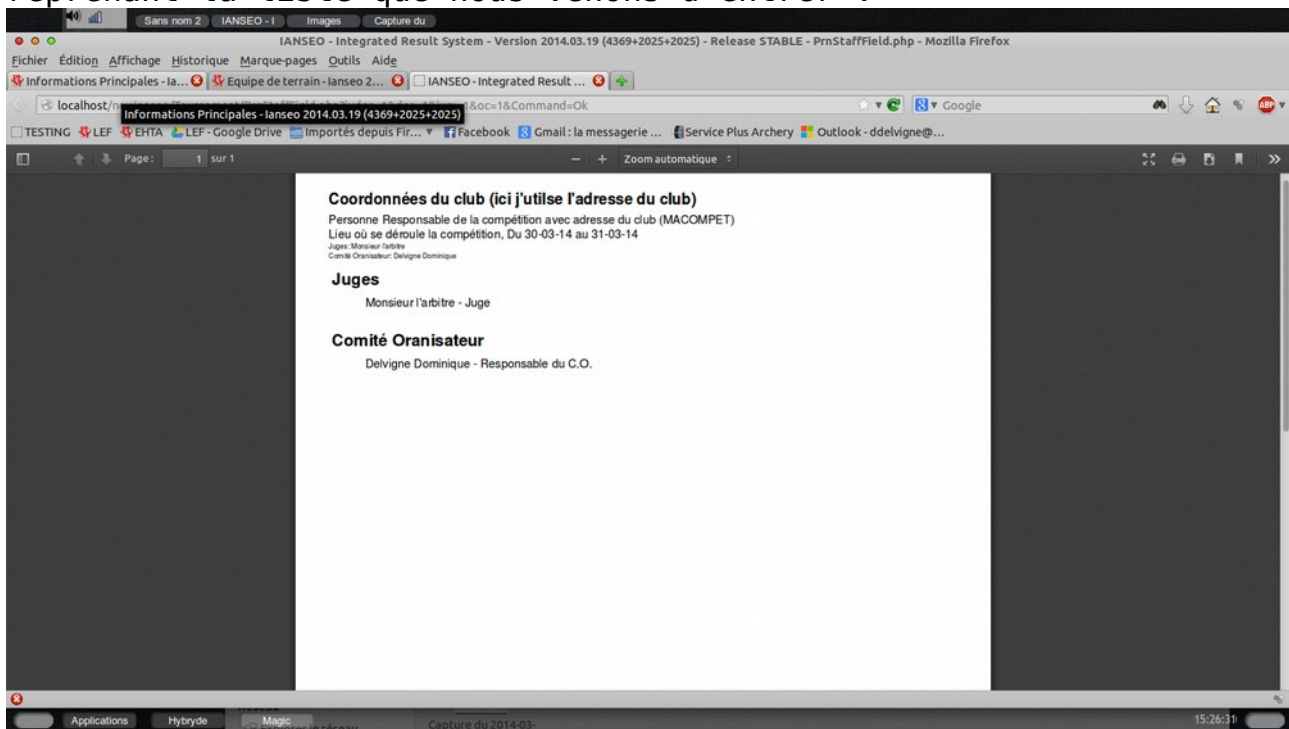 reprenant la liste que nous venons d'entrer :
Sans nom 2 IANSEO - I Images Capture du
IANSEO - Integrated Result System - Version 2014.03.19 (4369+2025+2025) - Release STABLE - PrnStaffField.php - Mozilla Firefox
Fichier Édition Affichage Historique Marque-pages Outils Aide
Informations Principales - Ia... Equipe de terrain - Ianseo 2... IANSEO - Integrated Result ...
localhost/ =1&oc=1&Command=Ok Google
Informations Principales - Ianseo 2014.03.19 (4369+2025+2025)
TESTING LEF EHTA LEF - Google Drive Importés depuis Fir... Facebook Gmail : la messagerie ... Service Plus Archery Outlook - ddelvigne@...
Page: 1 sur 1 Zoom automatique
Coordonnées du club (ici j'utilse l'adresse du club)
Personne Responsable de la compétition avec adresse du club (MACOMPET)
Lieu où se déroule la compétition, Du 30-03-14 au 31-03-14
Juges: Monsieur l'arbitre
Comité Oranisateur: Delvigne Dominique
Juges
Monsieur l'arbitre - Juge
Comité Oranisateur
Delvigne Dominique - Responsable du C.O.
Applications Hybryde Magic Capture du 2014-03- 15:26:31